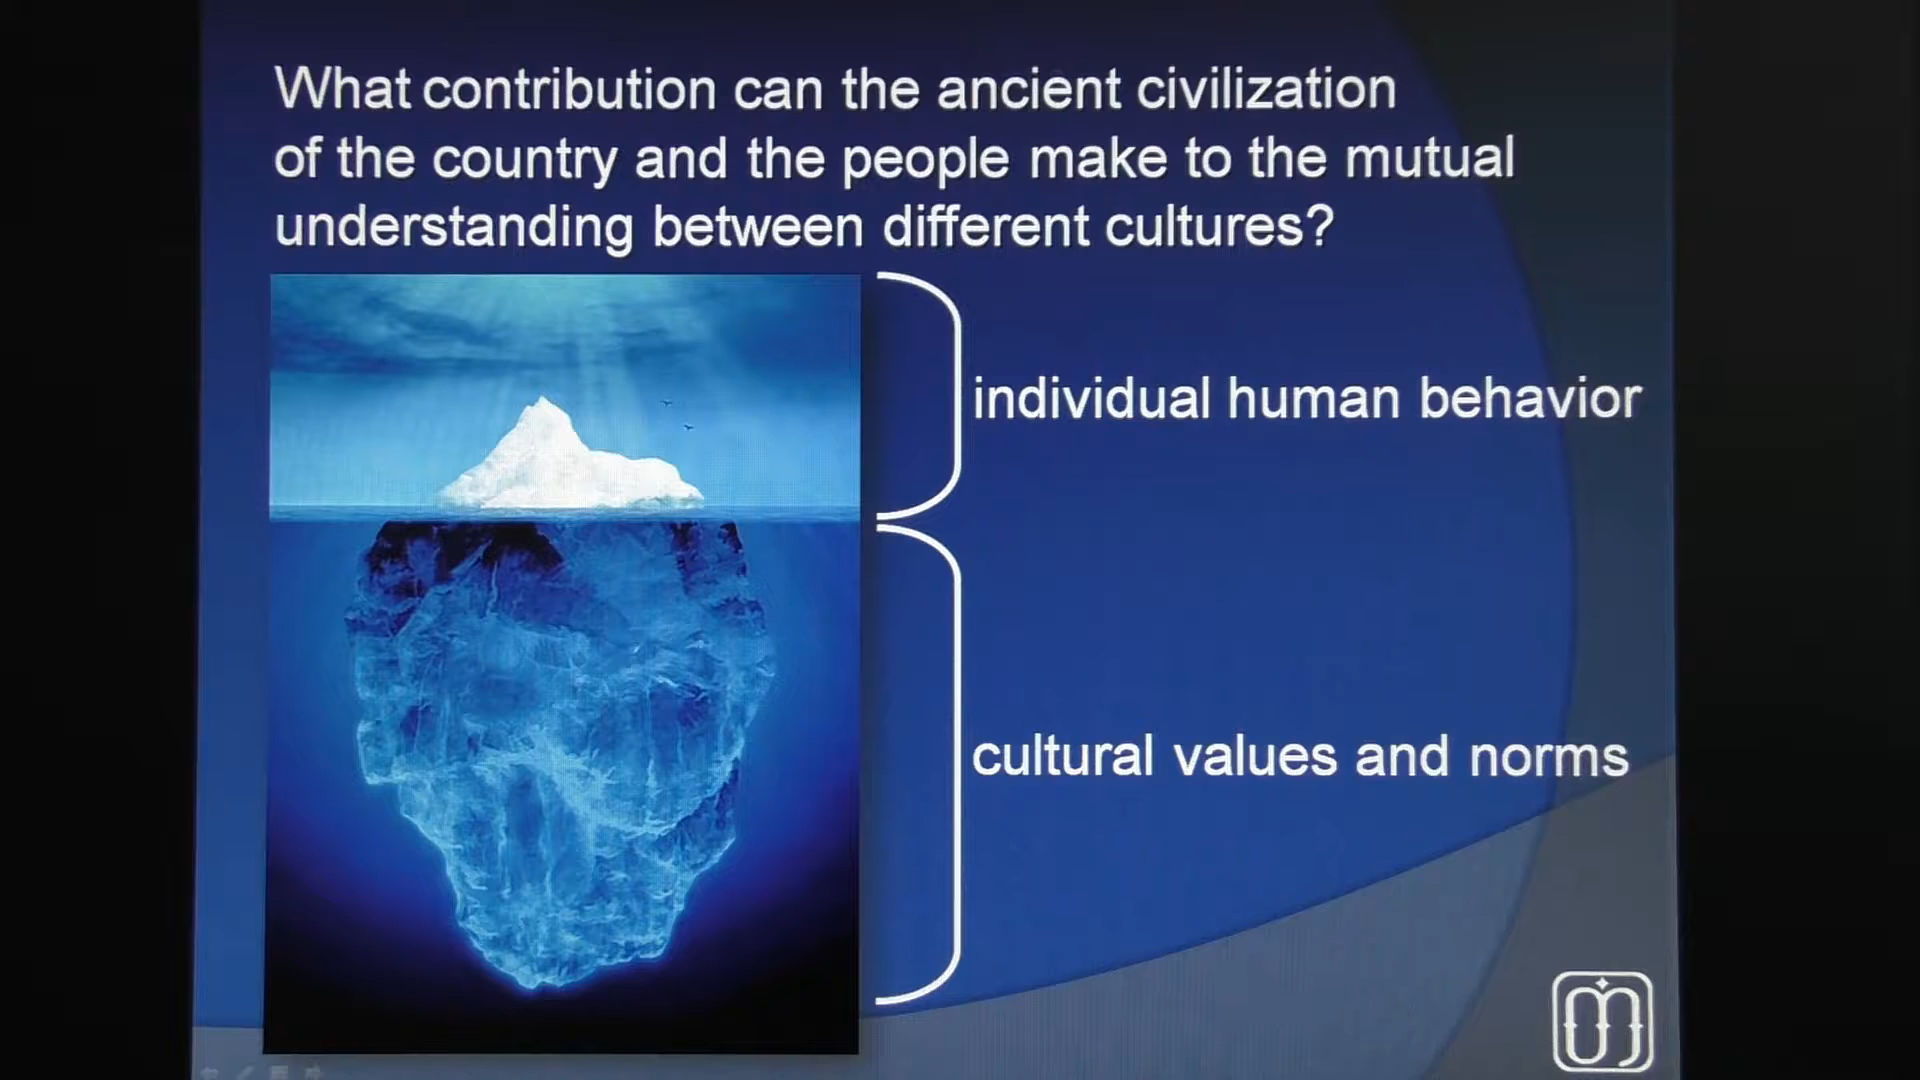 What contribution can the ancient civilization
of the country and the people make to the mutual
understanding between different cultures?
individual human behavior
cultural values and norms